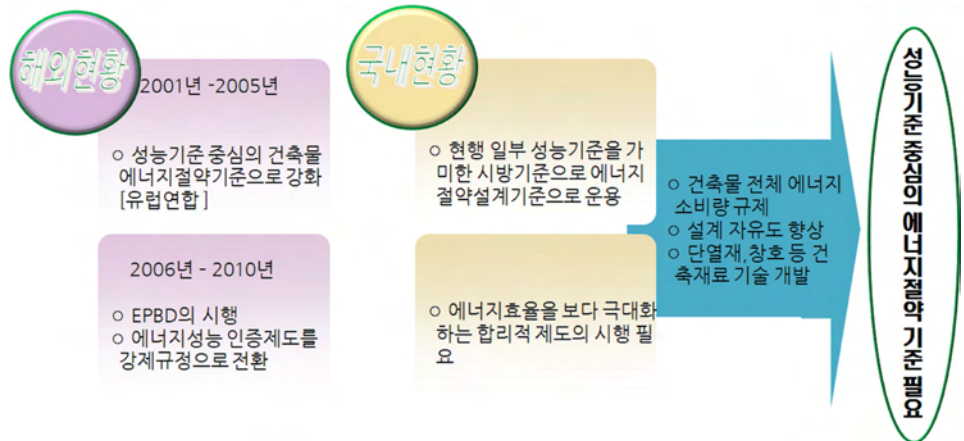 해외현황
2001년 -2005년
○ 성능기준 중심의 건축물
에너지절약기준으로 강화
[유럽연합 ]
2006년 - 2010년
○ EPBD의 시행
○ 에너지성능 인증제도를
강제규정으로 전환
국내현황
○ 현행 일부 성능기준을 가
미한 시방기준으로 에너지
절약설계기준으로 운용
○ 에너지효율을 보다 극대화
하는 합리적 제도의 시행 필
요
○ 건축물 전체 에너지
소비량 규제
○ 설계 자유도 향상
○ 단열재,창호 등 건
축재료 기술 개발
성능기준 중심의 에너지절약 기준 필요